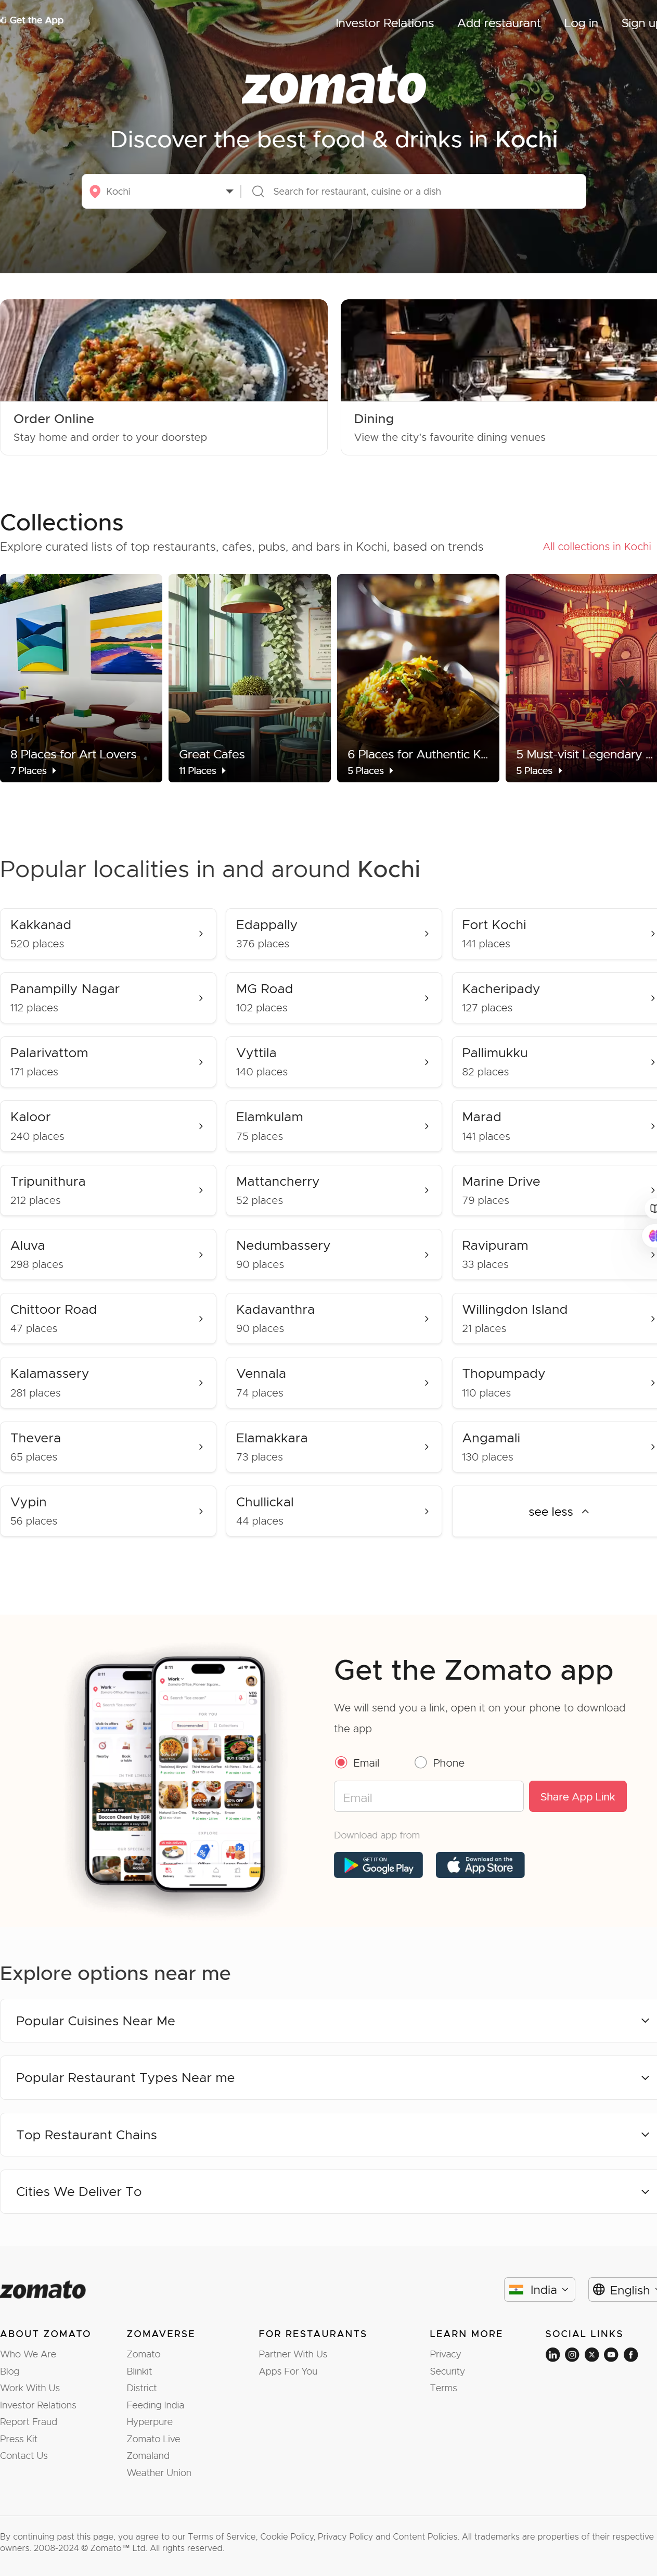 Get the App
Investor Relations
Add restaurant
Log in
Sign up
zomato
Discover the best food & drinks in Kochi
Kochi
Search for restaurant, cuisine or a dish
Order Online
Stay home and order to your doorstep
Dining
View the city's favourite dining venues
Collections
Explore curated lists of top restaurants, cafes, pubs, and bars in Kochi, based on trends
All collections in Kochi
8 Places for Art Lovers
7 Places
Great Cafes
11 Places
6 Places for Authentic K...
5 Places
5 Must-visit Legendary ...
5 Places
Popular localities in and around Kochi
Kakkanad
520 places
Edappally
376 places
Fort Kochi
141 places
Panampilly Nagar
112 places
MG Road
102 places
Kacheripady
127 places
Palarivattom
171 places
Vyttila
140 places
Pallimukku
82 places
Kaloor
240 places
Elamkulam
75 places
Marad
141 places
Tripunithura
212 places
Mattancherry
52 places
Marine Drive
79 places
Aluva
298 places
Nedumbassery
90 places
Ravipuram
33 places
Chittoor Road
47 places
Kadavanthra
90 places
Willingdon Island
21 places
Kalamassery
281 places
Vennala
74 places
Thopumpady
110 places
Thevera
65 places
Elamakkara
73 places
Angamali
130 places
Vypin
56 places
Chullickal
44 places
see less
Get the Zomato app
We will send you a link, open it on your phone to download
the app
Email
Phone
Email
Share App Link
Download app from
GET IT ON
Google Play
Download on the
App Store
Explore options near me
Popular Cuisines Near Me
Popular Restaurant Types Near me
Top Restaurant Chains
Cities We Deliver To
zomato
India
English
ABOUT ZOMATO
Who We Are
Blog
Work With Us
Investor Relations
Report Fraud
Press Kit
Contact Us
ZOMAVERSE
Zomato
Blinkit
District
Feeding India
Hyperpure
Zomato Live
Zomaland
Weather Union
FOR RESTAURANTS
Partner With Us
Apps For You
LEARN MORE
Privacy
Security
Terms
SOCIAL LINKS
By continuing past this page, you agree to our Terms of Service, Cookie Policy, Privacy Policy and Content Policies. All trademarks are properties of their respective
owners. 2008-2024 © Zomato™ Ltd. All rights reserved.